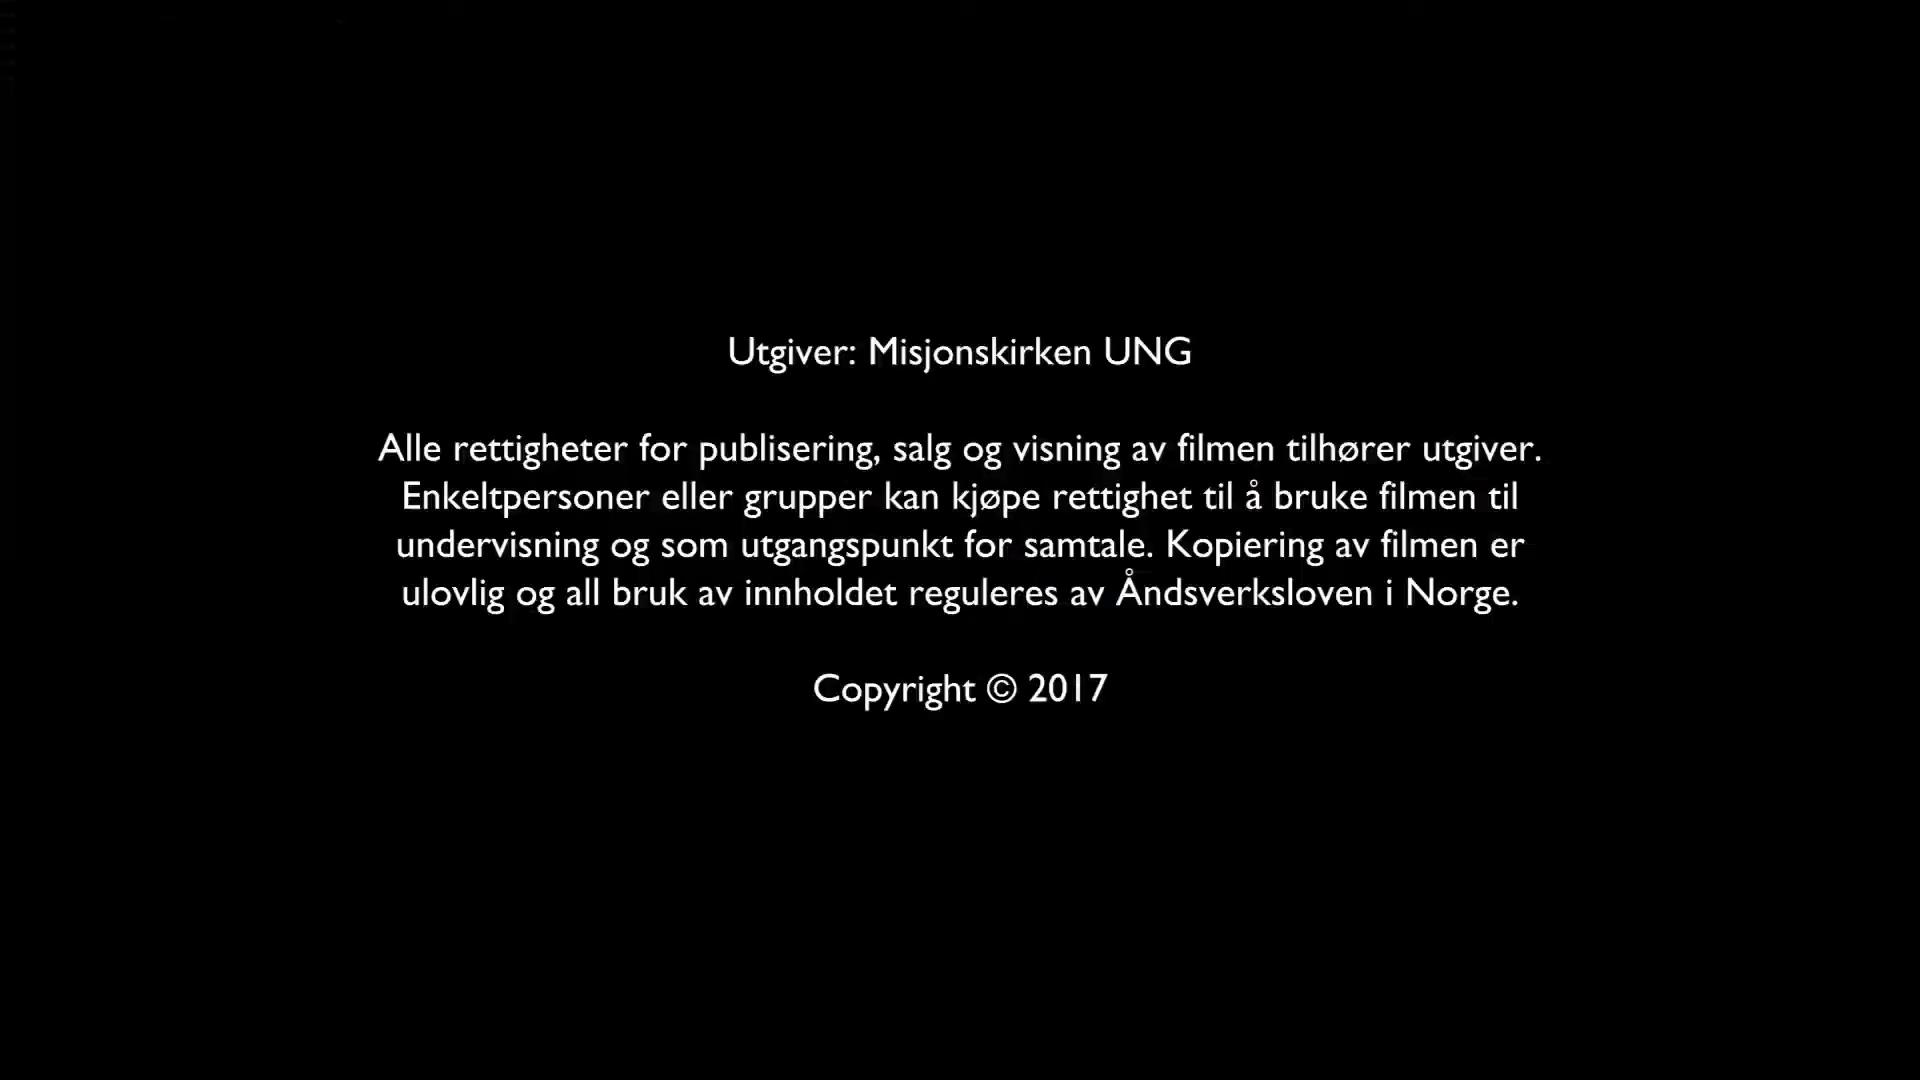 Utgiver: Misjonskirken UNG
Alle rettigheter for publisering, salg og visning av filmen tilhører utgiver.
Enkeltpersoner eller grupper kan kjøpe rettighet til å bruke filmen til
undervisning og som utgangspunkt for samtale. Kopiering av filmen er
ulovlig og all bruk av innholdet reguleres av Åndsverksloven i Norge.
Copyright © 2017